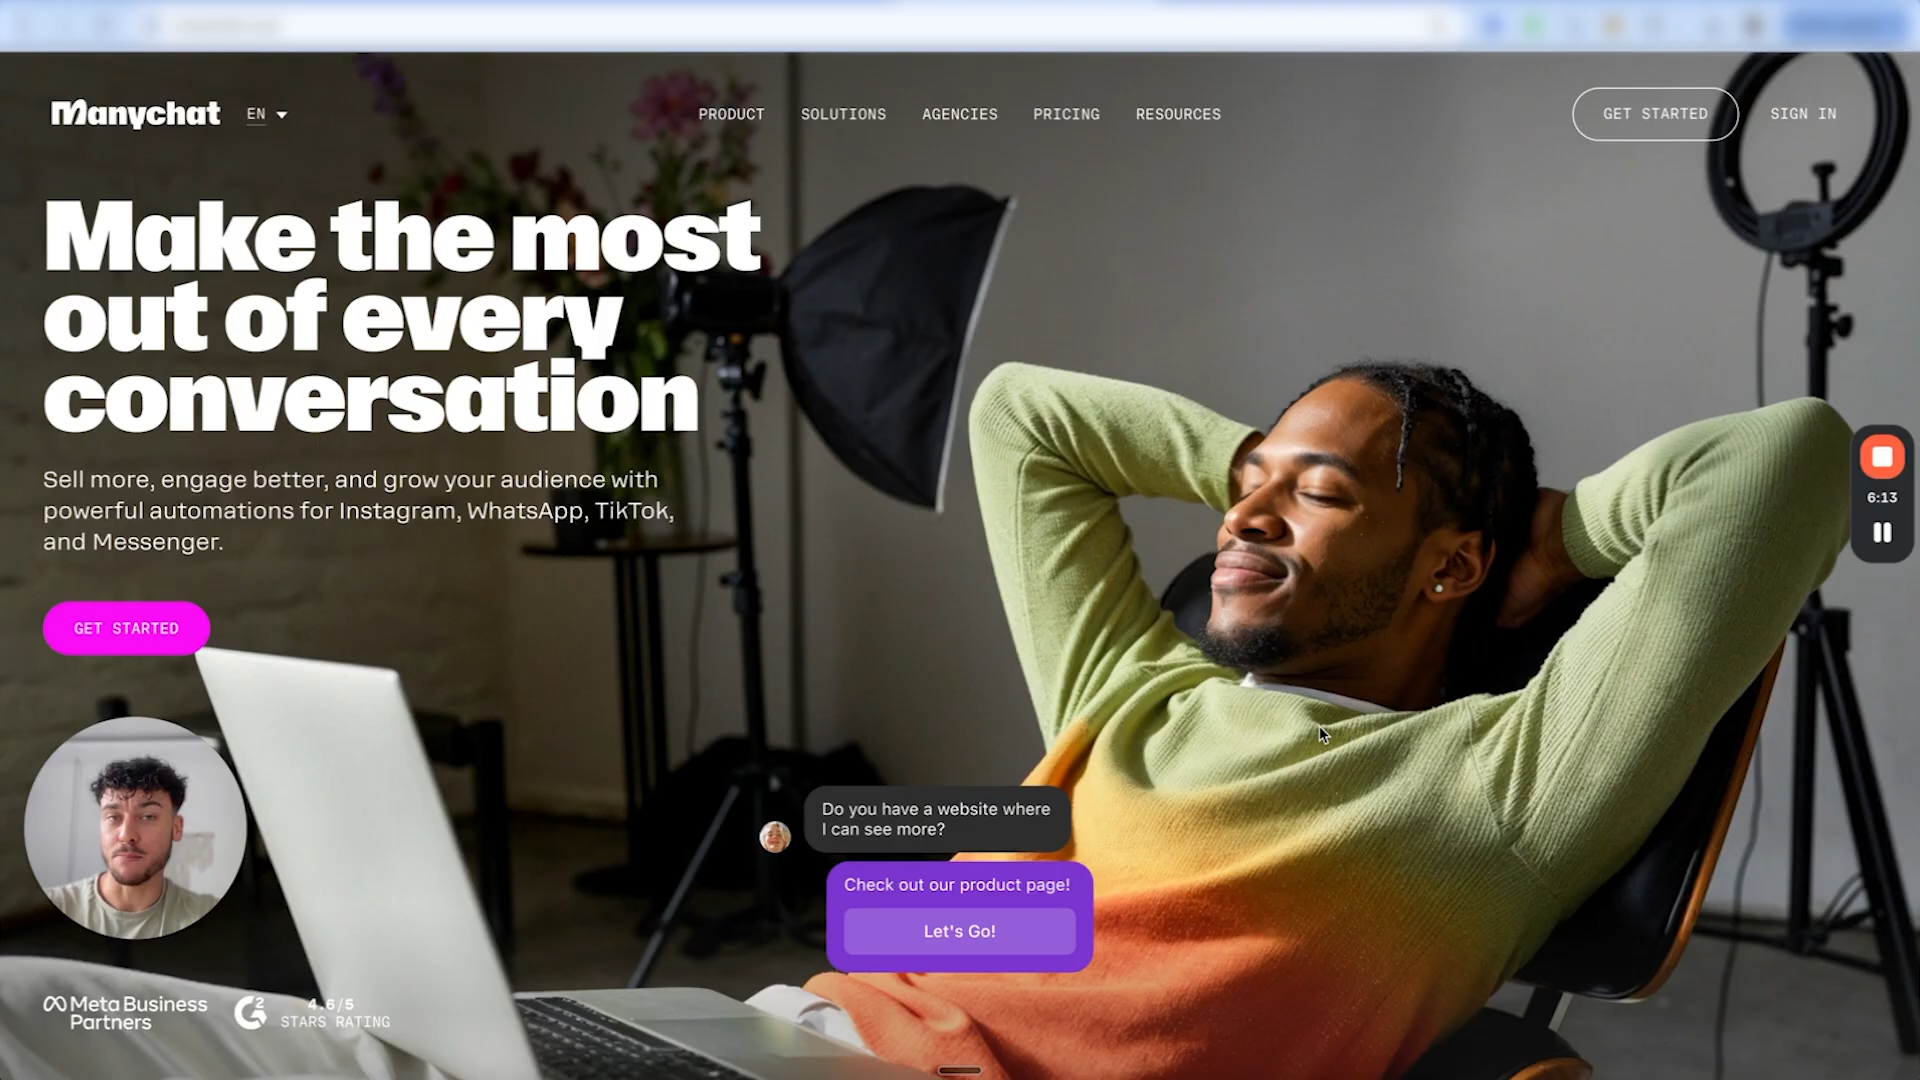 Manychat
EN
PRODUCT
SOLUTIONS
AGENCIES
PRICING
RESOURCES
GET STARTED
SIGN IN
Make the most
out of every
conversation
Sell more, engage better, and grow your audience with
powerful automations for Instagram, WhatsApp, TikTok,
and Messenger.
GET STARTED
6:13
Do you have a website where
I can see more?
Check out our product page!
Let's Go!
Meta Business
Partners
G2
4.6/5
STARS RATING